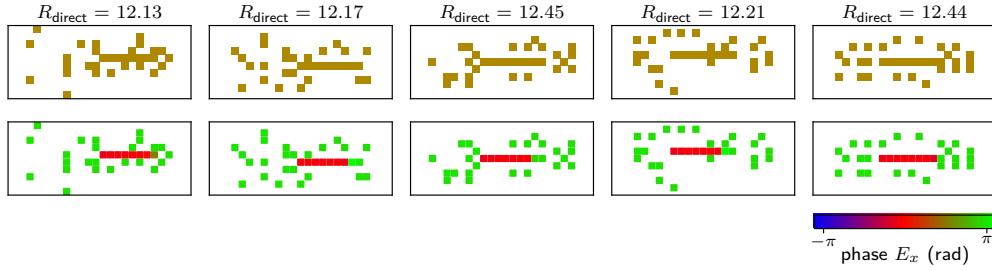 R_direct = 12.13 R_direct = 12.17 R_direct = 12.45 R_direct = 12.21 R_direct = 12.44
−π π
phase E_x (rad)